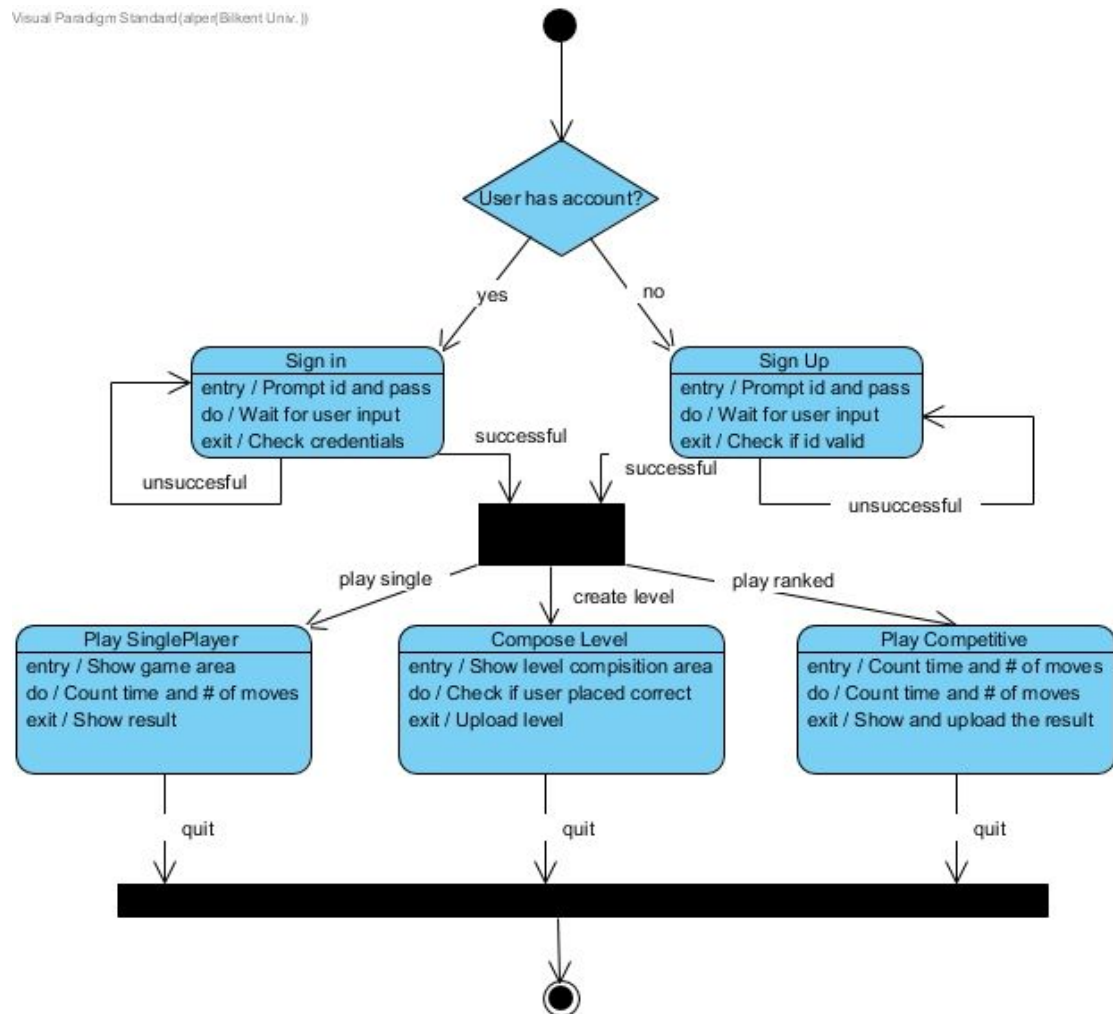 Visual Paradigm Standard(alper(Bilkent Univ.))
User has account?
yes
no
Sign in
entry / Prompt id and pass
do / Wait for user input
exit / Check credentials
Sign Up
entry / Prompt id and pass
do / Wait for user input
exit / Check if id valid
successful
successful
unsuccesful
unsuccessful
play single
create level
play ranked
Play SinglePlayer
entry / Show game area
do / Count time and # of moves
exit / Show result
Compose Level
entry / Show level compisition area
do / Check if user placed correct
exit / Upload level
Play Competitive
entry / Count time and # of moves
do / Count time and # of moves
exit / Show and upload the result
quit
quit
quit